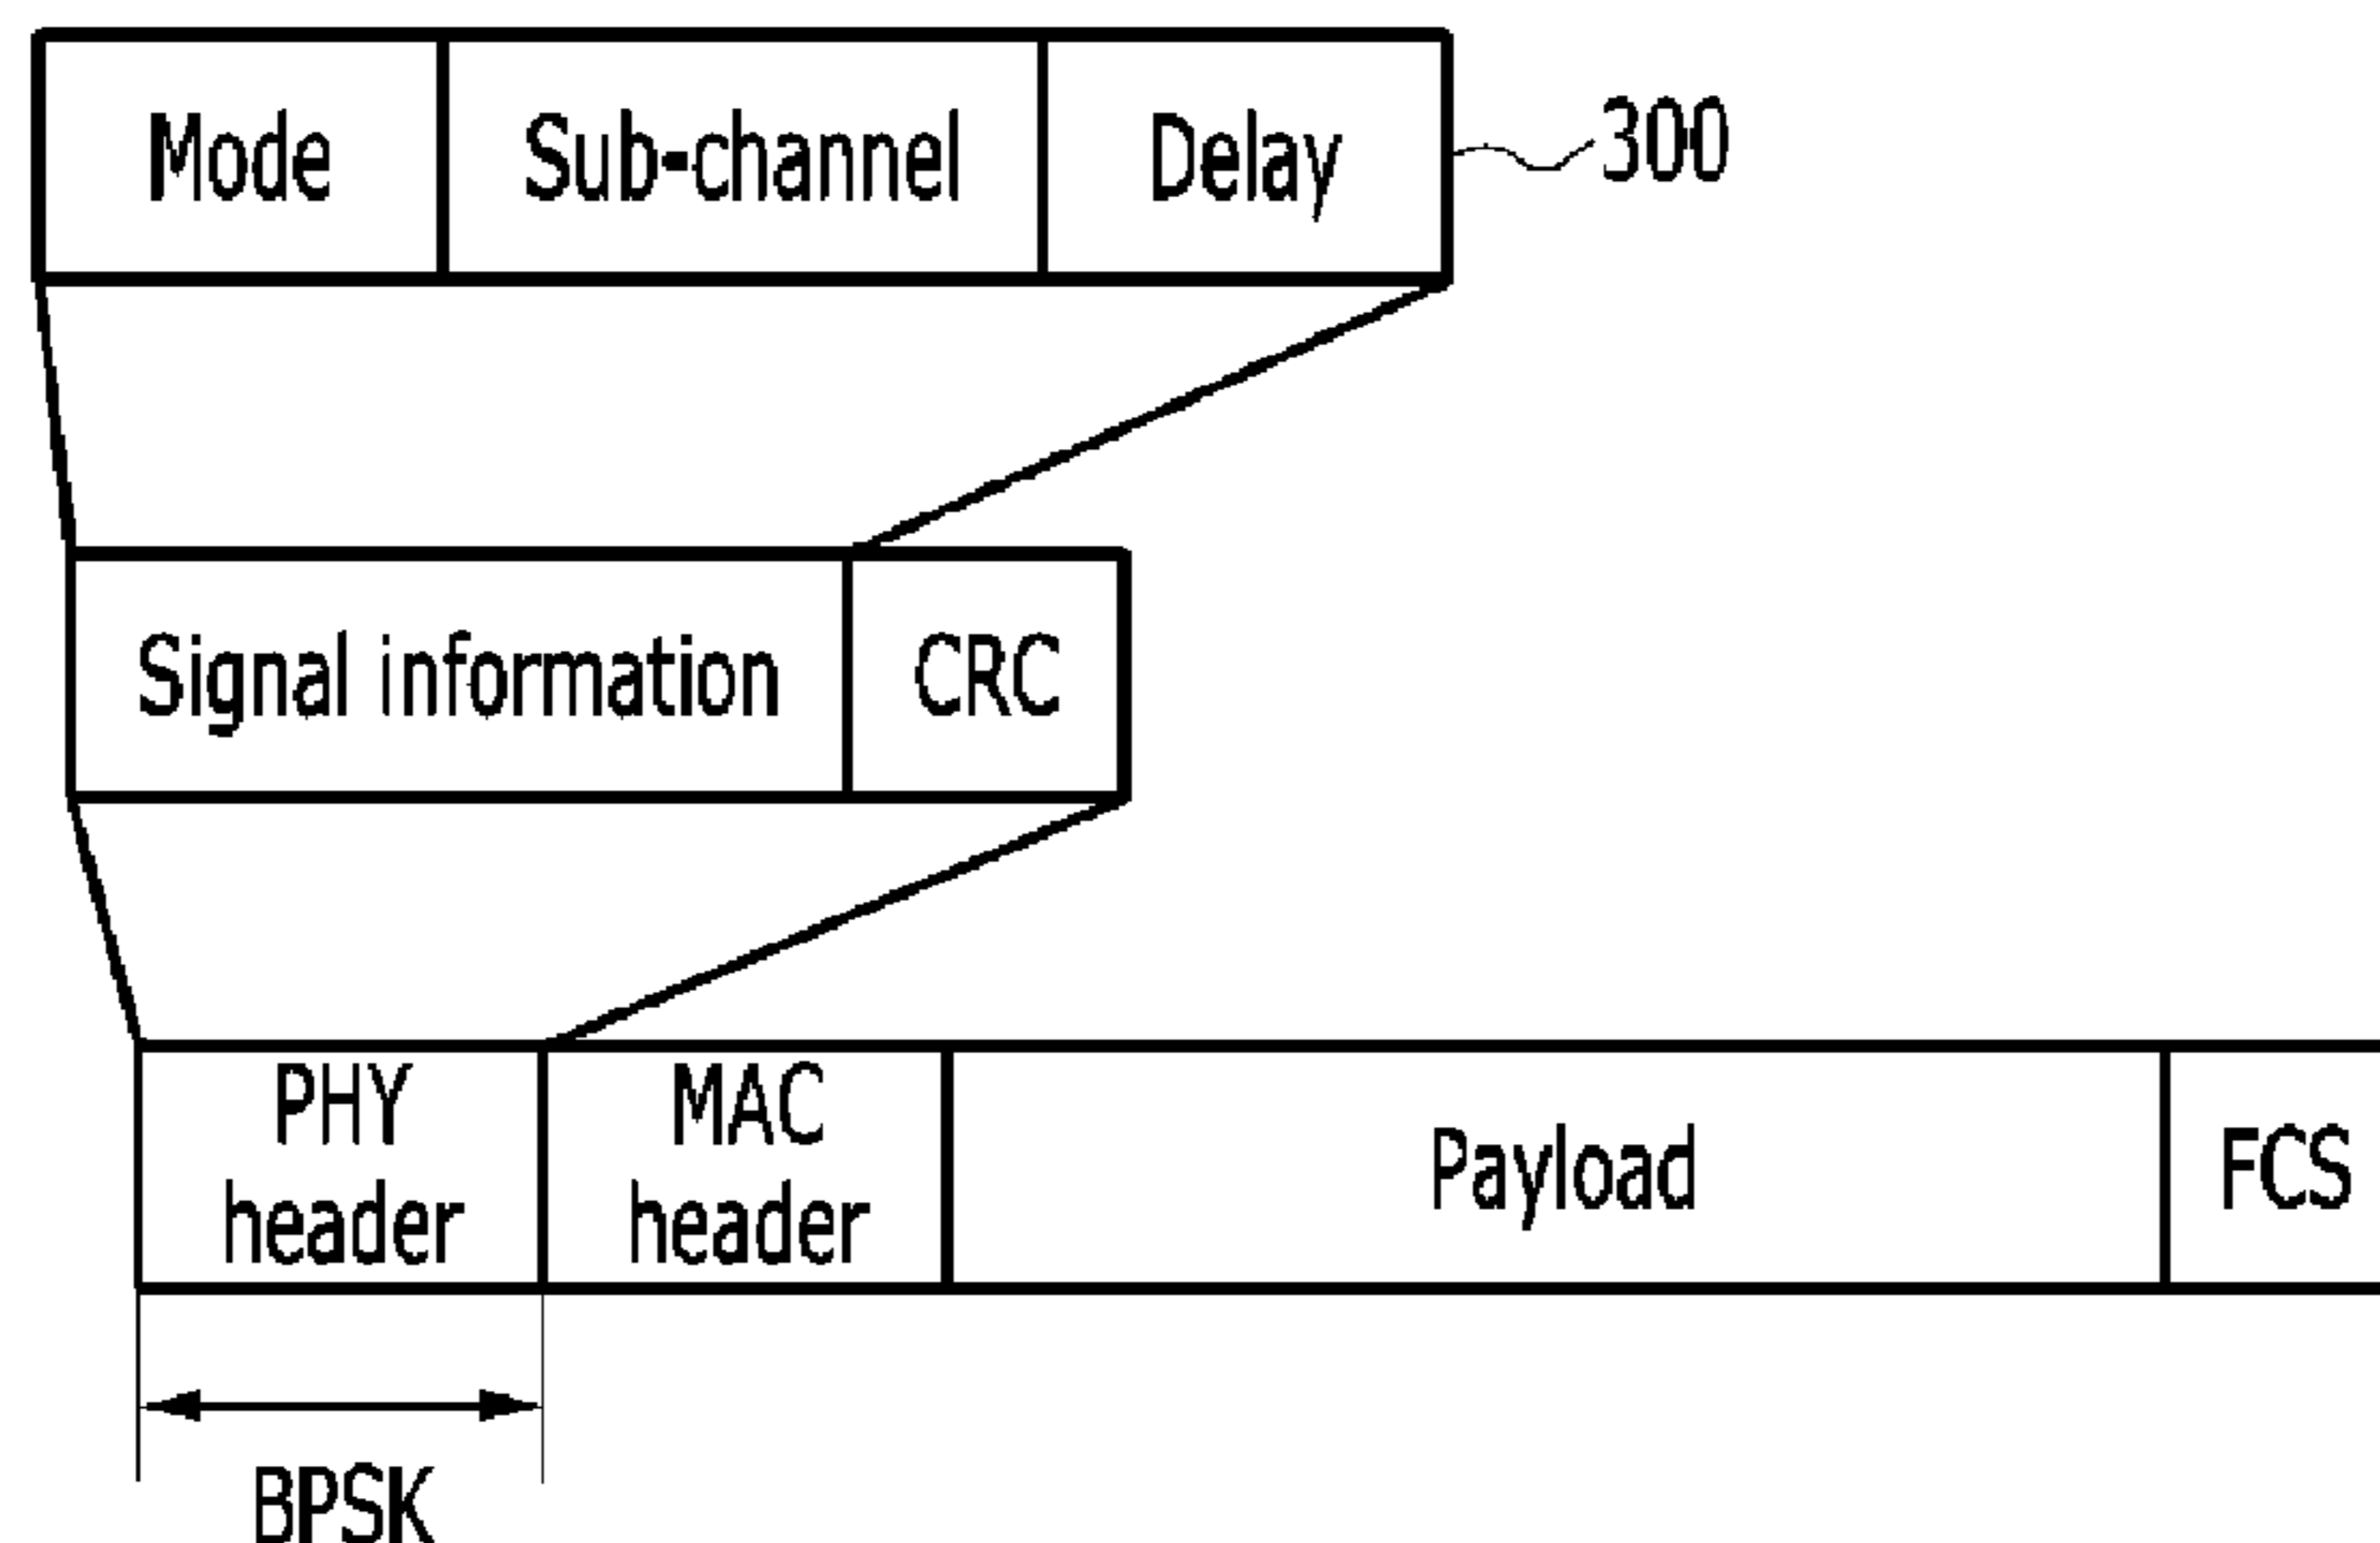 Mode Sub-channel Delay 300
Signal information CRC
PHY header MAC header Payload FCS
BPSK